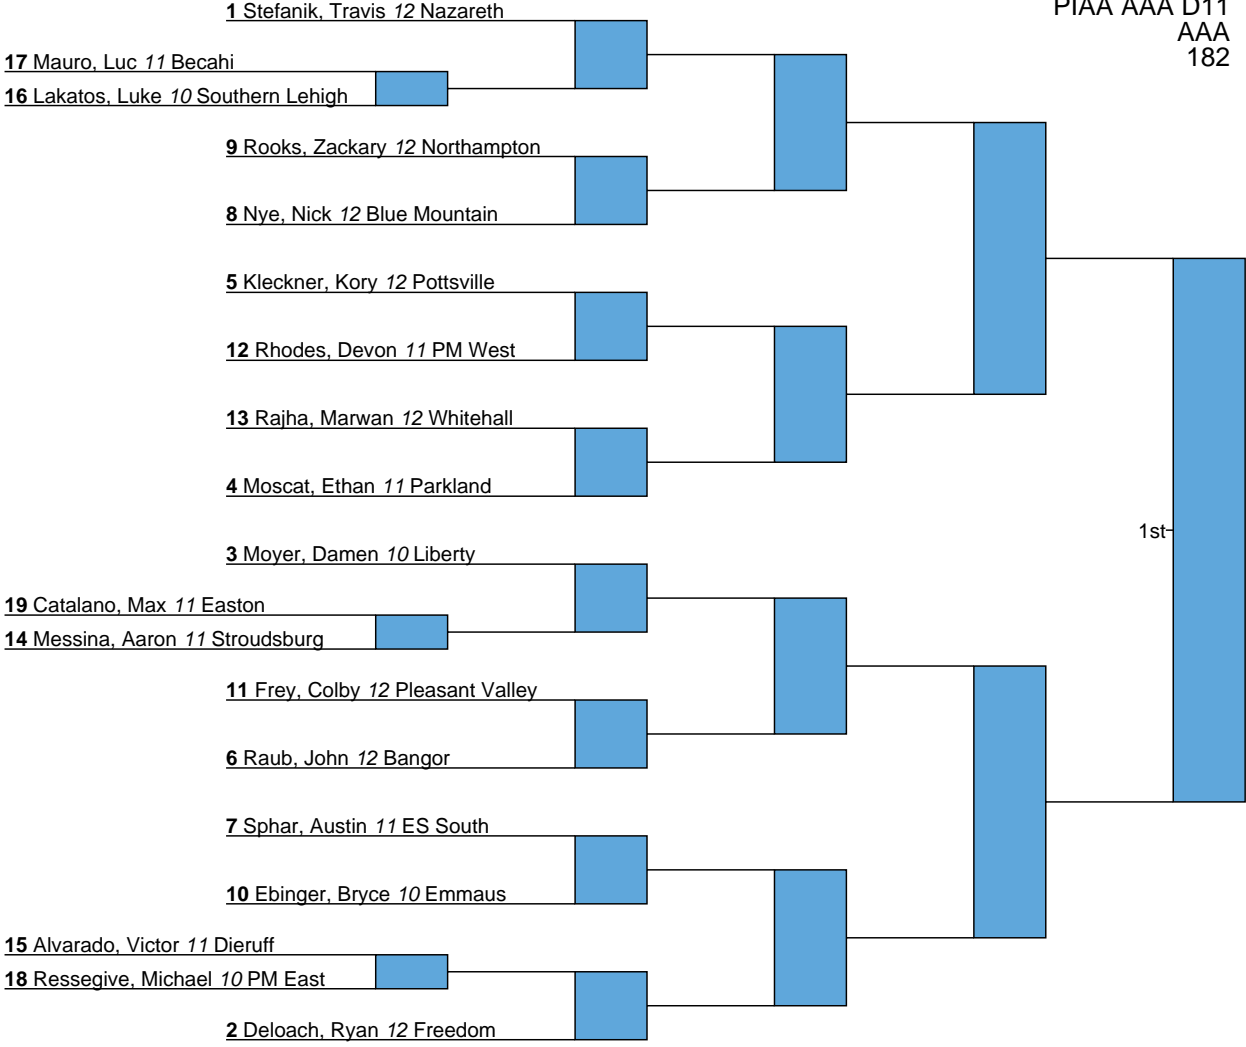 PIAA AAA D11
AAA
182
1 Stefanik, Travis 12 Nazareth
17 Mauro, Luc 11 Becahi
16 Lakatos, Luke 10 Southern Lehigh
9 Rooks, Zackary 12 Northampton
8 Nye, Nick 12 Blue Mountain
5 Kleckner, Kory 12 Pottsville
12 Rhodes, Devon 11 PM West
13 Rajha, Marwan 12 Whitehall
4 Moscat, Ethan 11 Parkland
1st
3 Moyer, Damen 10 Liberty
19 Catalano, Max 11 Easton
14 Messina, Aaron 11 Stroudsburg
11 Frey, Colby 12 Pleasant Valley
6 Raub, John 12 Bangor
7 Sphar, Austin 11 ES South
10 Ebinger, Bryce 10 Emmaus
15 Alvarado, Victor 11 Dieruff
18 Ressegive, Michael 10 PM East
2 Deloach, Ryan 12 Freedom